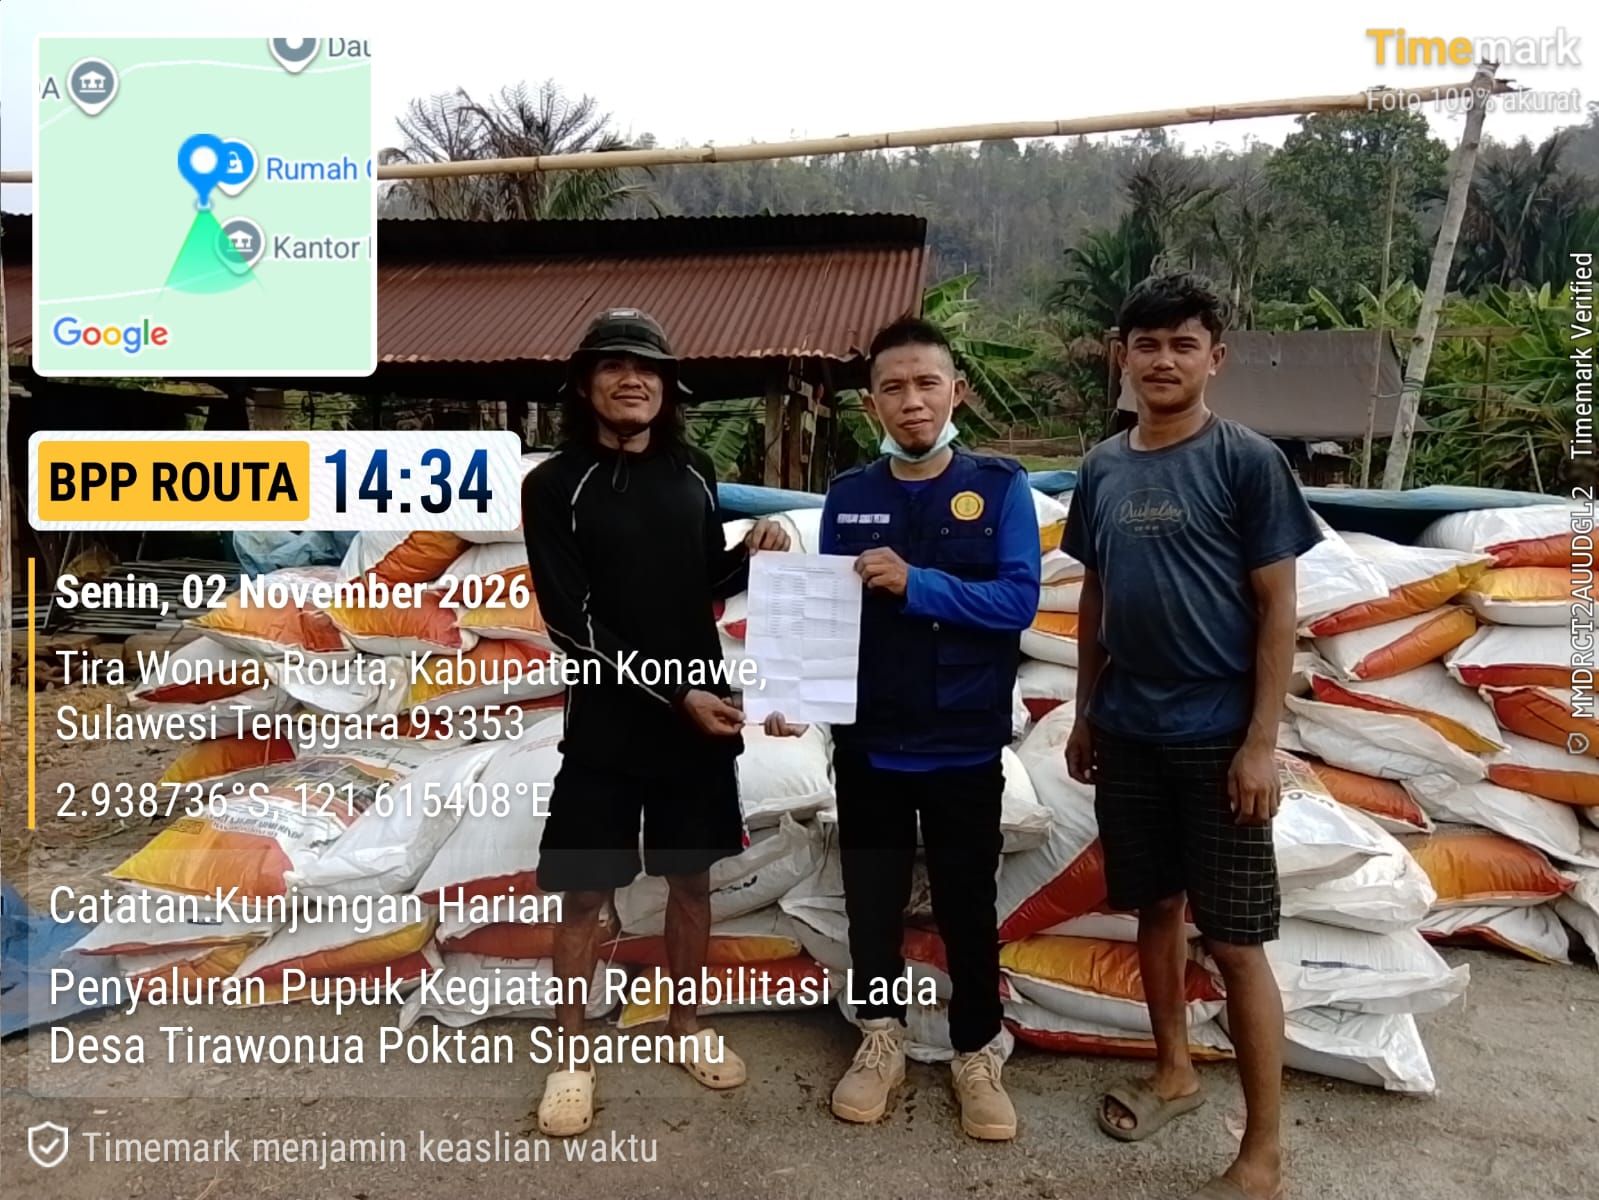 Timemark
Foto 100% akurat
Dau
A
Rumah
Kantor
Google
BPP ROUTA 14:34
Senin, 02 November 2026
Tira Wonua, Routa, Kabupaten Konawe,
Sulawesi Tenggara 93353
2.938736°S, 121.615408°E
Catatan:Kunjungan Harian
Penyaluran Pupuk Kegiatan Rehabilitasi Lada
Desa Tirawonua Poktan Siparennu
Timemark menjamin keaslian waktu
MMDRCTI2AUUDGL2 Timemark Verified